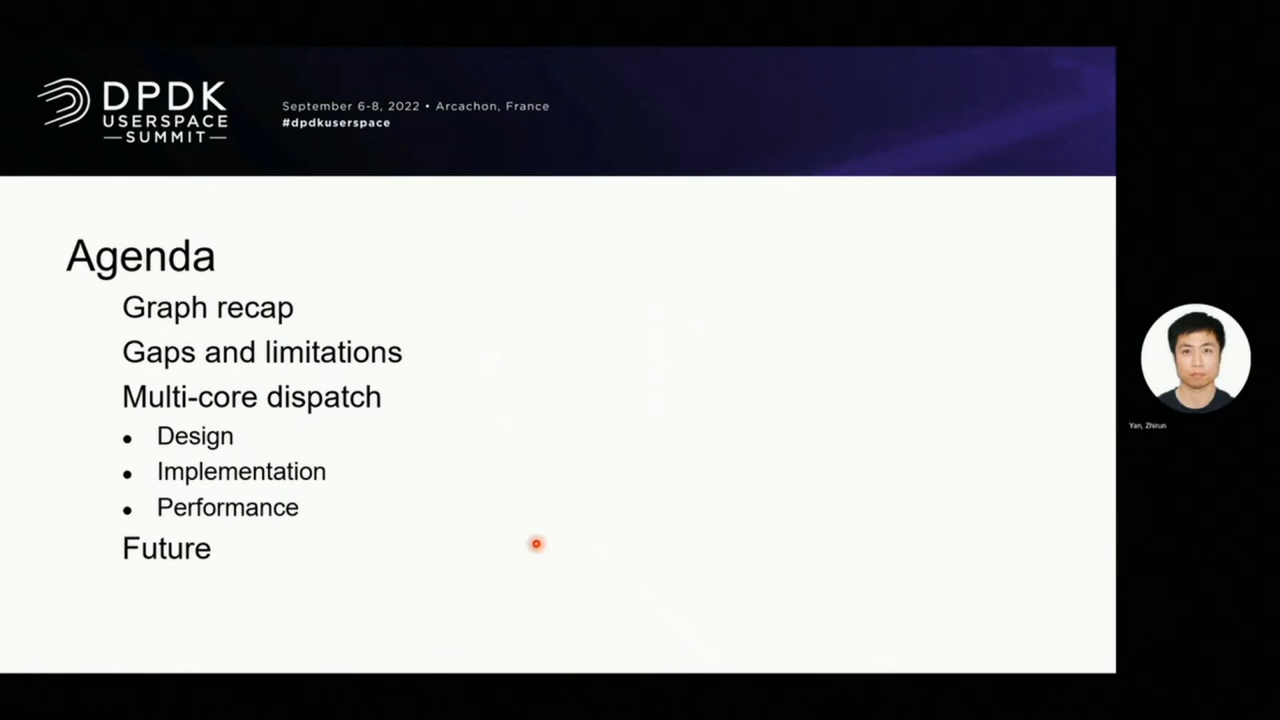 DPDK
USERSPACE
SUMMIT
September 6-8, 2022 • Arcachon, France
#dpdkuserspace
Agenda
Graph recap
Gaps and limitations
Multi-core dispatch
• Design
• Implementation
• Performance
Future
Yan, Zhirun